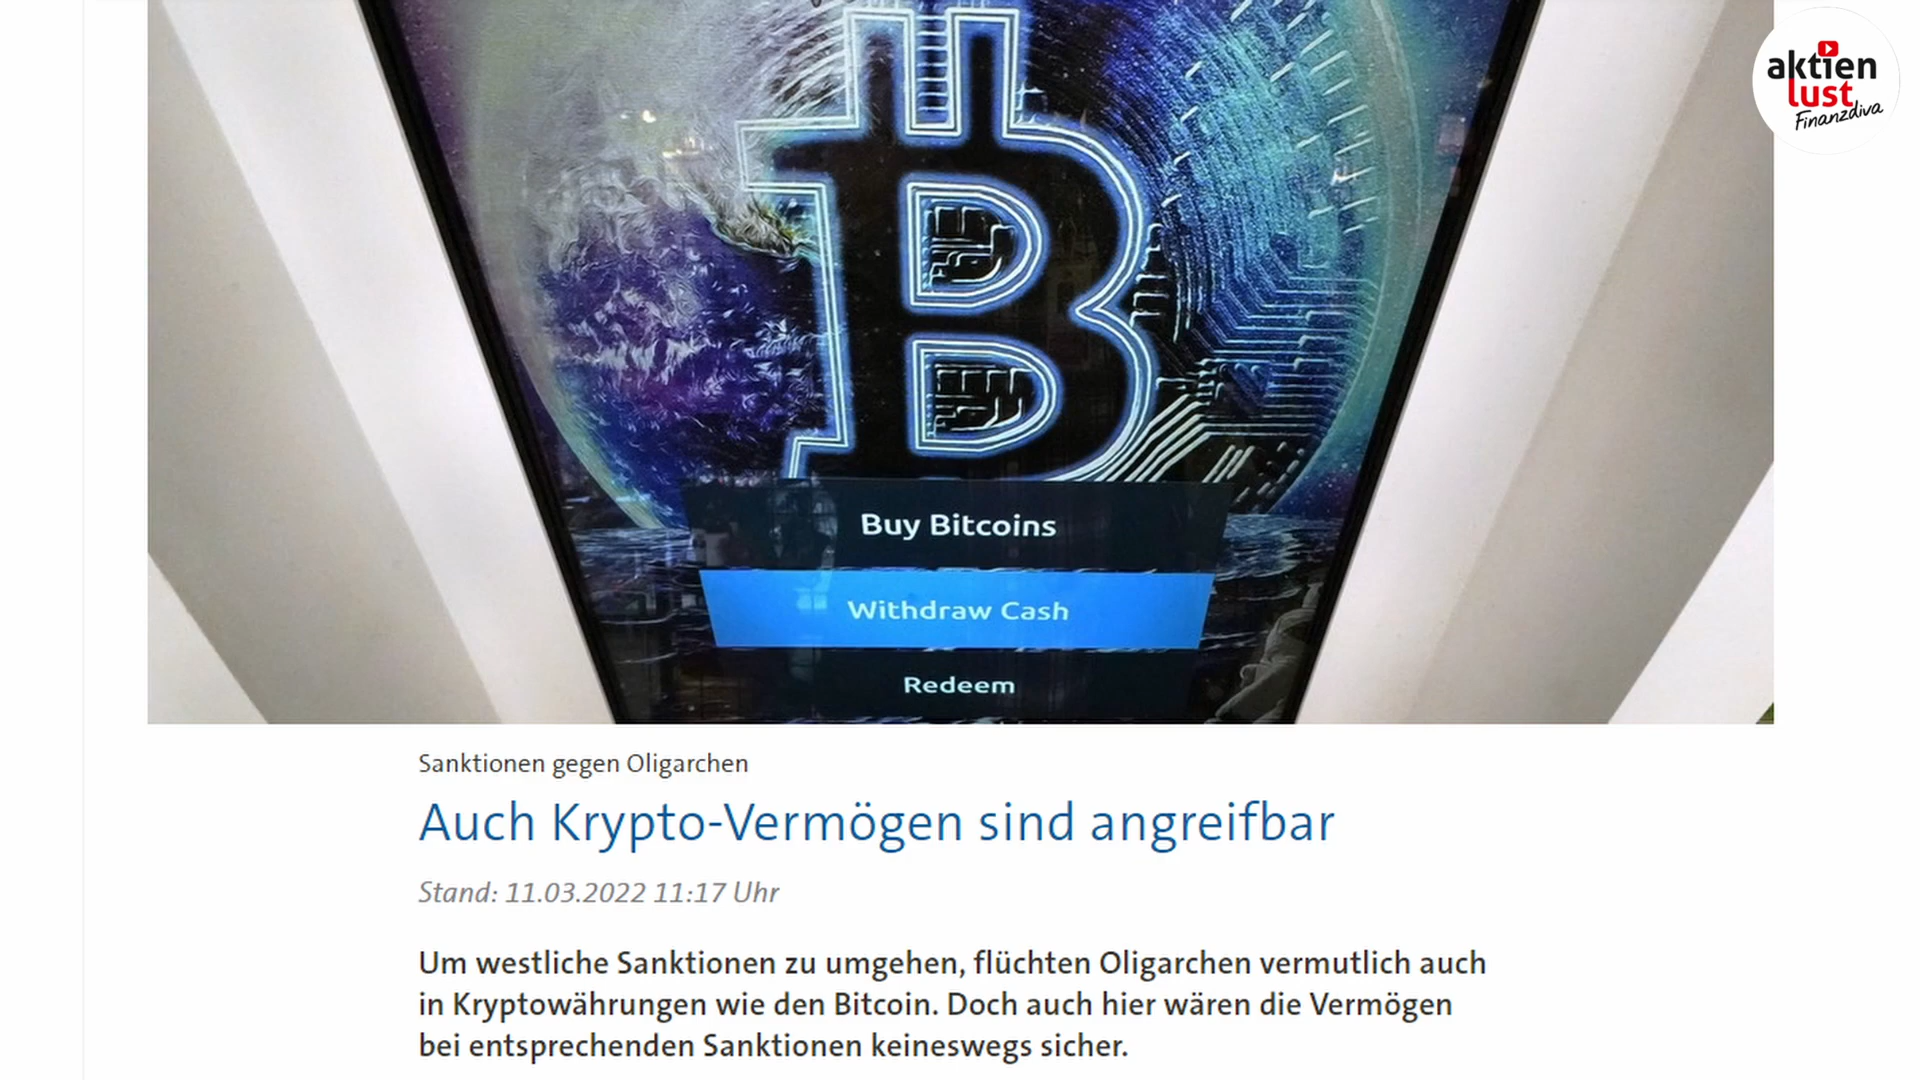 aktien
lust
Finanzdiva
Buy Bitcoins
Withdraw Cash
Redeem
Sanktionen gegen Oligarchen
Auch Krypto-Vermögen sind angreifbar
Stand: 11.03.2022 11:17 Uhr
Um westliche Sanktionen zu umgehen, flüchten Oligarchen vermutlich auch
in Kryptowährungen wie den Bitcoin. Doch auch hier wären die Vermögen
bei entsprechenden Sanktionen keineswegs sicher.